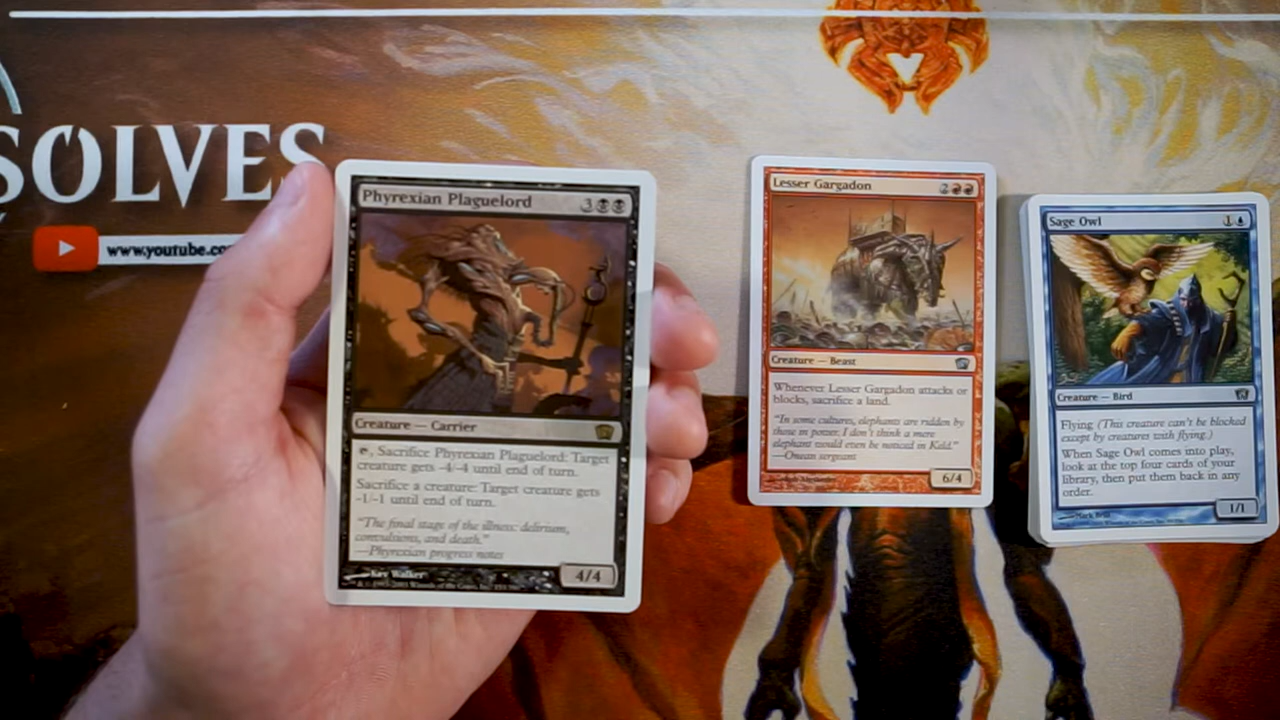 SOLVES
www.youtube.co
Phyrexian Plaguelord 3
Creature — Carrier
, Sacrifice Phyrexian Plaguelord: Target
creature gets -4/-4 until end of turn.
Sacrifice a creature: Target creature gets
-1/-1 until end of turn.
"The final stage of the illness: delirium,
convulsions, and death."
—Phyrexian progress notes
Kev Walker
4/4
Lesser Gargadon 2
Creature — Beast
Whenever Lesser Gargadon attacks or
blocks, sacrifice a land.
"In some cultures, elephants are ridden by
those in power. I don't think a mere
elephant would even be noticed in Keld."
—Onean sergeant
6/4
Sage Owl 1
Creature — Bird
Flying (This creature can't be blocked
except by creatures with flying.)
When Sage Owl comes into play,
look at the top four cards of your
library, then put them back in any
order.
Mark Brill
1/1